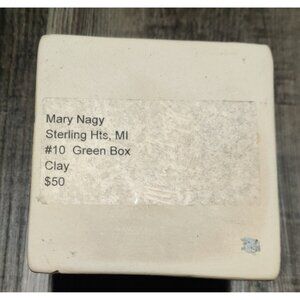 Mary Nagy
Sterling Hts, MI
#10 Green Box
Clay
$50